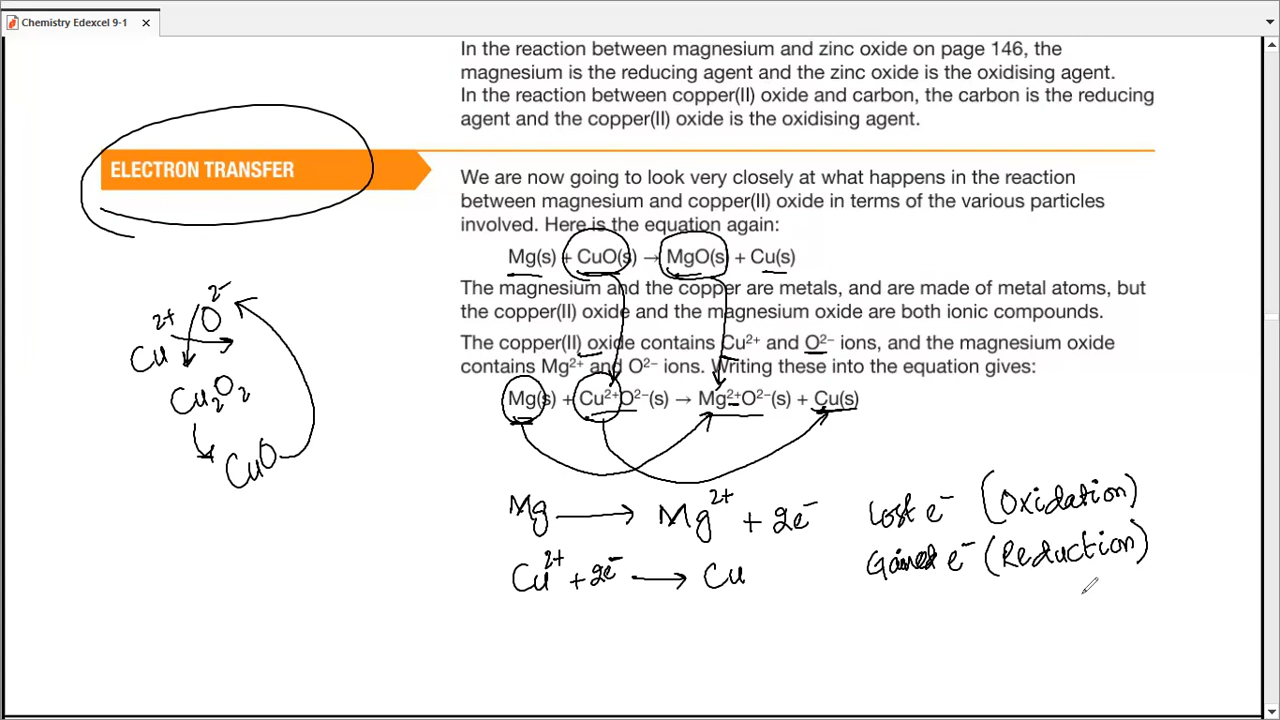 Chemistry Edexcel 9-1
In the reaction between magnesium and zinc oxide on page 146, the
magnesium is the reducing agent and the zinc oxide is the oxidising agent.
In the reaction between copper(II) oxide and carbon, the carbon is the reducing
agent and the copper(II) oxide is the oxidising agent.
ELECTRON TRANSFER
We are now going to look very closely at what happens in the reaction
between magnesium and copper(II) oxide in terms of the various particles
involved. Here is the equation again:
Mg(s) + CuO(s) → MgO(s) + Cu(s)
The magnesium and the copper are metals, and are made of metal atoms, but
the copper(II) oxide and the magnesium oxide are both ionic compounds.
The copper(II) oxide contains Cu²⁺ and O²⁻ ions, and the magnesium oxide
contains Mg²⁺ and O²⁻ ions. Writing these into the equation gives:
Mg(s) + Cu²⁺O²⁻(s) → Mg²⁺O²⁻(s) + Cu(s)
Cu²⁺ O²⁻
Cu₂O₂
CuO
Mg → Mg²⁺ + 2e⁻ Lost e⁻ (Oxidation)
Cu²⁺ + 2e⁻ → Cu Gained e⁻ (Reduction)